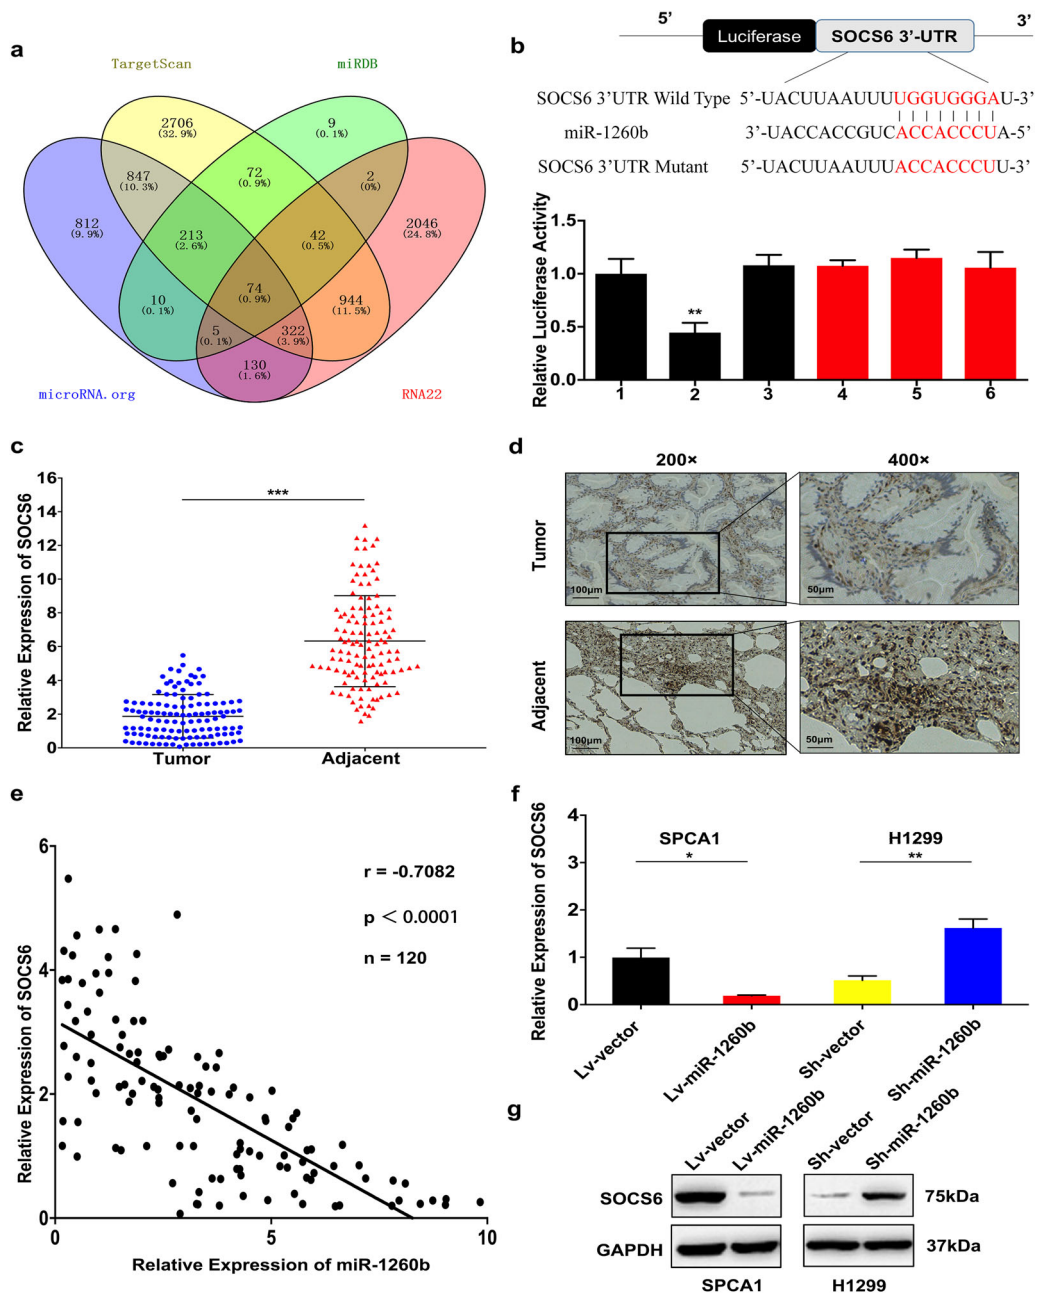 a
TargetScan
miRDB
2706
(32.9%)
9
(0.1%)
847
(10.3%)
72
(0.9%)
2
(0%)
812
(9.9%)
213
(2.6%)
42
(0.5%)
2046
(24.8%)
10
(0.1%)
74
(0.9%)
944
(11.5%)
5
(0.1%)
322
(3.9%)
130
(1.6%)
microRNA.org
RNA22
b
5’
3’
Luciferase
SOCS6 3’-UTR
SOCS6 3’UTR Wild Type 5’-UACUUAAUUUUGGUGGGAU-3’
miR-1260b 3’-UACCACCGUCACCACCCUA-5’
SOCS6 3’UTR Mutant 5’-UACUUAAUUUACCACCCUU-3’
Relative Luciferase Activity
1.5
1.0
0.5
0.0
**
1 2 3 4 5 6
c
Relative Expression of SOCS6
16
14
12
10
8
6
4
2
0
***
Tumor Adjacent
d
200× 400×
Tumor
100µm
50µm
Adjacent
100µm
50µm
e
Relative Expression of SOCS6
6
4
2
0
r = -0.7082
p < 0.0001
n = 120
0 5 10
Relative Expression of miR-1260b
f
Relative Expression of SOCS6
4
3
2
1
0
SPCA1
*
H1299
**
Lv-vector
Lv-miR-1260b
Sh-vector
Sh-miR-1260b
g
Lv-vector
Lv-miR-1260b
Sh-vector
Sh-miR-1260b
SOCS6 75kDa
GAPDH 37kDa
SPCA1 H1299